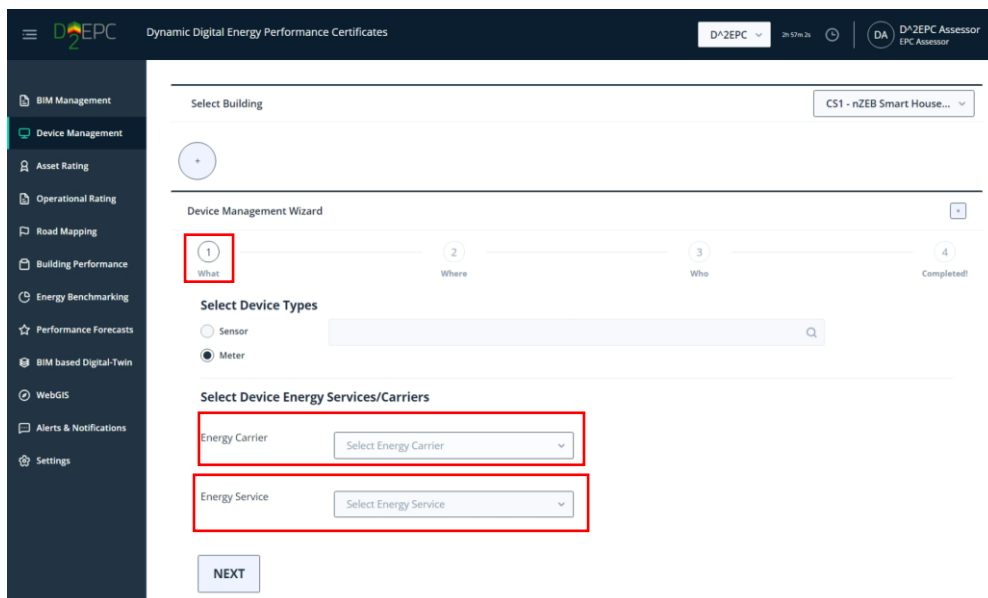 D2EPC
Dynamic Digital Energy Performance Certificates
D^2EPC
2h 57m 2s
DA
D^2EPC Assessor
EPC Assessor
BIM Management
Device Management
Asset Rating
Operational Rating
Road Mapping
Building Performance
Energy Benchmarking
Performance Forecasts
BIM based Digital-Twin
WebGIS
Alerts & Notifications
Settings
Select Building
CS1 - nZEB Smart House...
+
Device Management Wizard
1
What
2
Where
3
Who
4
Completed!
Select Device Types
Sensor
Meter
Select Device Energy Services/Carriers
Energy Carrier
Select Energy Carrier
Energy Service
Select Energy Service
NEXT